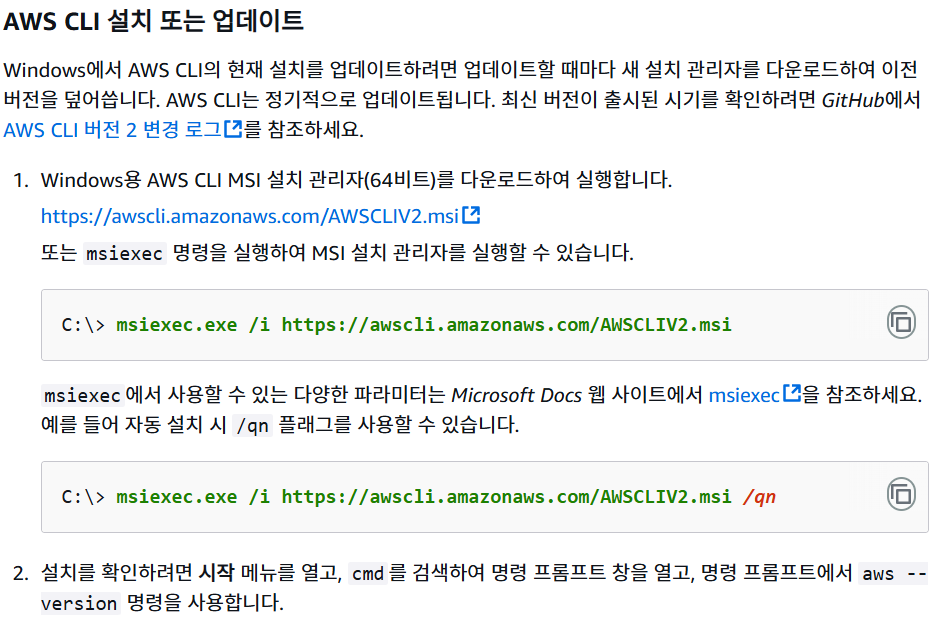 AWS CLI 설치 또는 업데이트
Windows에서 AWS CLI의 현재 설치를 업데이트하려면 업데이트할 때마다 새 설치 관리자를 다운로드하여 이전
버전을 덮어씁니다. AWS CLI는 정기적으로 업데이트됩니다. 최신 버전이 출시된 시기를 확인하려면 GitHub에서
AWS CLI 버전 2 변경 로그를 참조하세요.
1. Windows용 AWS CLI MSI 설치 관리자(64비트)를 다운로드하여 실행합니다.
https://awscli.amazonaws.com/AWSCLIV2.msi
또는 msiexec 명령을 실행하여 MSI 설치 관리자를 실행할 수 있습니다.
C:\> msiexec.exe /i https://awscli.amazonaws.com/AWSCLIV2.msi
msiexec에서 사용할 수 있는 다양한 파라미터는 Microsoft Docs 웹 사이트에서 msiexec을 참조하세요.
예를 들어 자동 설치 시 /qn 플래그를 사용할 수 있습니다.
C:\> msiexec.exe /i https://awscli.amazonaws.com/AWSCLIV2.msi /qn
2. 설치를 확인하려면 시작 메뉴를 열고, cmd를 검색하여 명령 프롬프트 창을 열고, 명령 프롬프트에서 aws --
version 명령을 사용합니다.